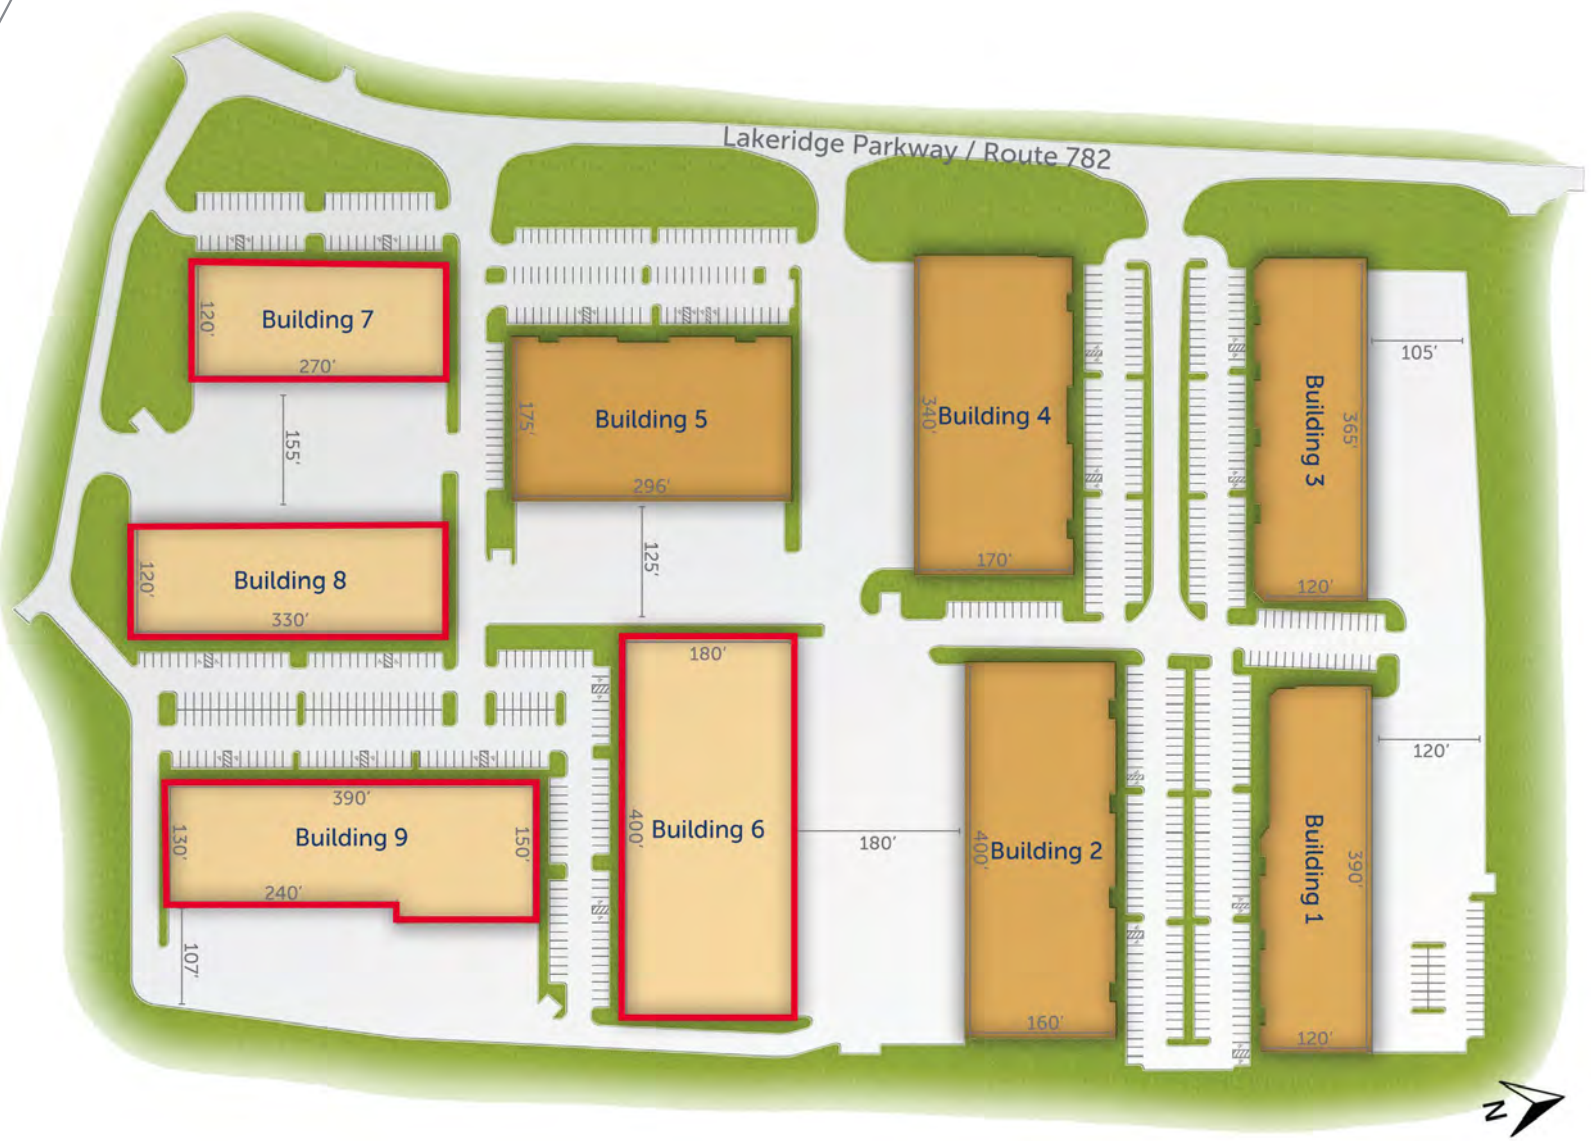 Lakeridge Parkway / Route 782
Building 7
120'
270'
155'
Building 8
120'
330'
Building 9
390'
130'
150'
240'
107'
Building 5
175'
296'
125'
Building 6
180'
400'
180'
Building 4
340'
170'
Building 2
400'
160'
Building 3
365'
120'
105'
Building 1
390'
120'
120'
N